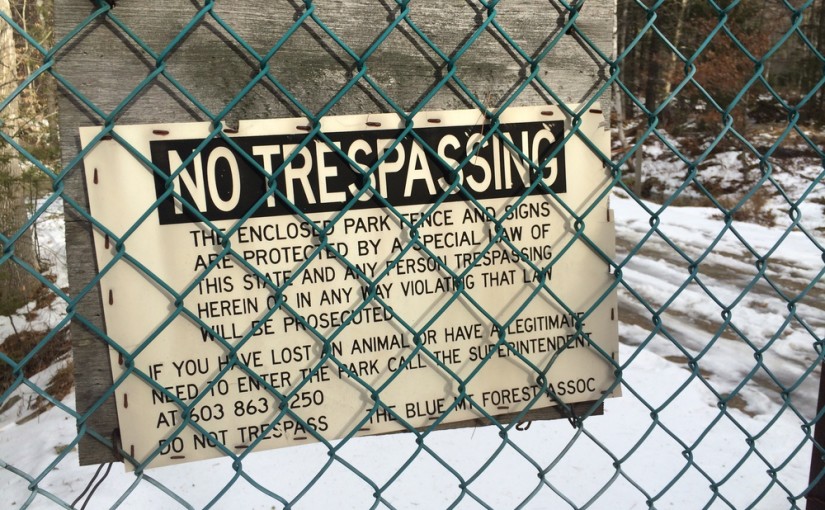 NO TRESPASSING
THE ENCLOSED PARK FENCE AND SIGNS
ARE PROTECTED BY A SPECIAL LAW OF
THIS STATE AND ANY PERSON TRESPASSING
HEREIN OR IN ANY WAY VIOLATING THAT LAW
WILL BE PROSECUTED
IF YOU HAVE LOST AN ANIMAL OR HAVE A LEGITIMATE
NEED TO ENTER THE PARK CALL THE SUPERINTENDENT
AT 603 863 250
DO NOT TRESPASS THE BLUE MT FOREST ASSOC